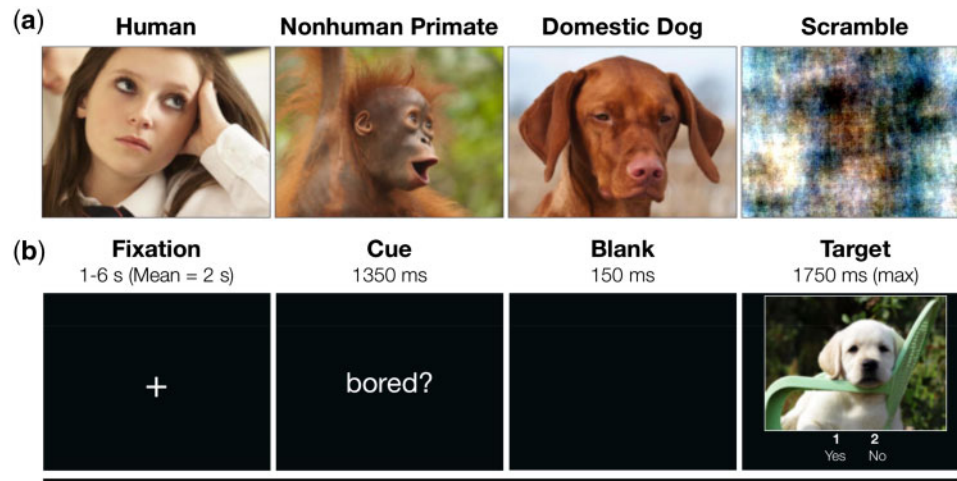 (a) Human Nonhuman Primate Domestic Dog Scramble
(b) Fixation Cue Blank Target
1-6 s (Mean = 2 s) 1350 ms 150 ms 1750 ms (max)
+ bored?
1 2
Yes No